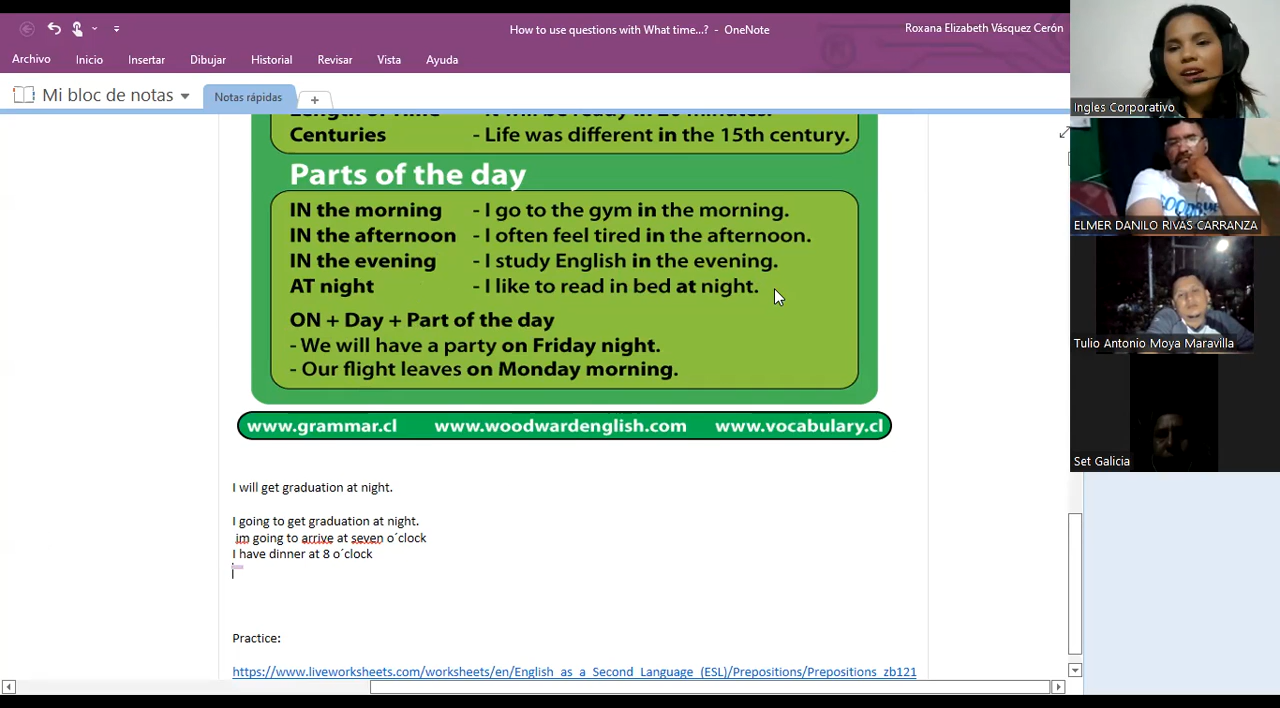 How to use questions with What time...? - OneNote
Roxana Elizabeth Vásquez Cerón
Archivo Inicio Insertar Dibujar Historial Revisar Vista Ayuda
Mi bloc de notas Notas rápidas
Centuries - Life was different in the 15th century.
Parts of the day
IN the morning - I go to the gym in the morning.
IN the afternoon - I often feel tired in the afternoon.
IN the evening - I study English in the evening.
AT night - I like to read in bed at night.
ON + Day + Part of the day
- We will have a party on Friday night.
- Our flight leaves on Monday morning.
www.grammar.cl www.woodwardenglish.com www.vocabulary.cl
I will get graduation at night.
I going to get graduation at night.
im going to arrive at seven o´clock
I have dinner at 8 o´clock
Practice:
https://www.liveworksheets.com/worksheets/en/English_as_a_Second_Language_(ESL)/Prepositions/Prepositions_zb121
Ingles Corporativo
ELMER DANILO RIVAS CARRANZA
Tulio Antonio Moya Maravilla
Set Galicia